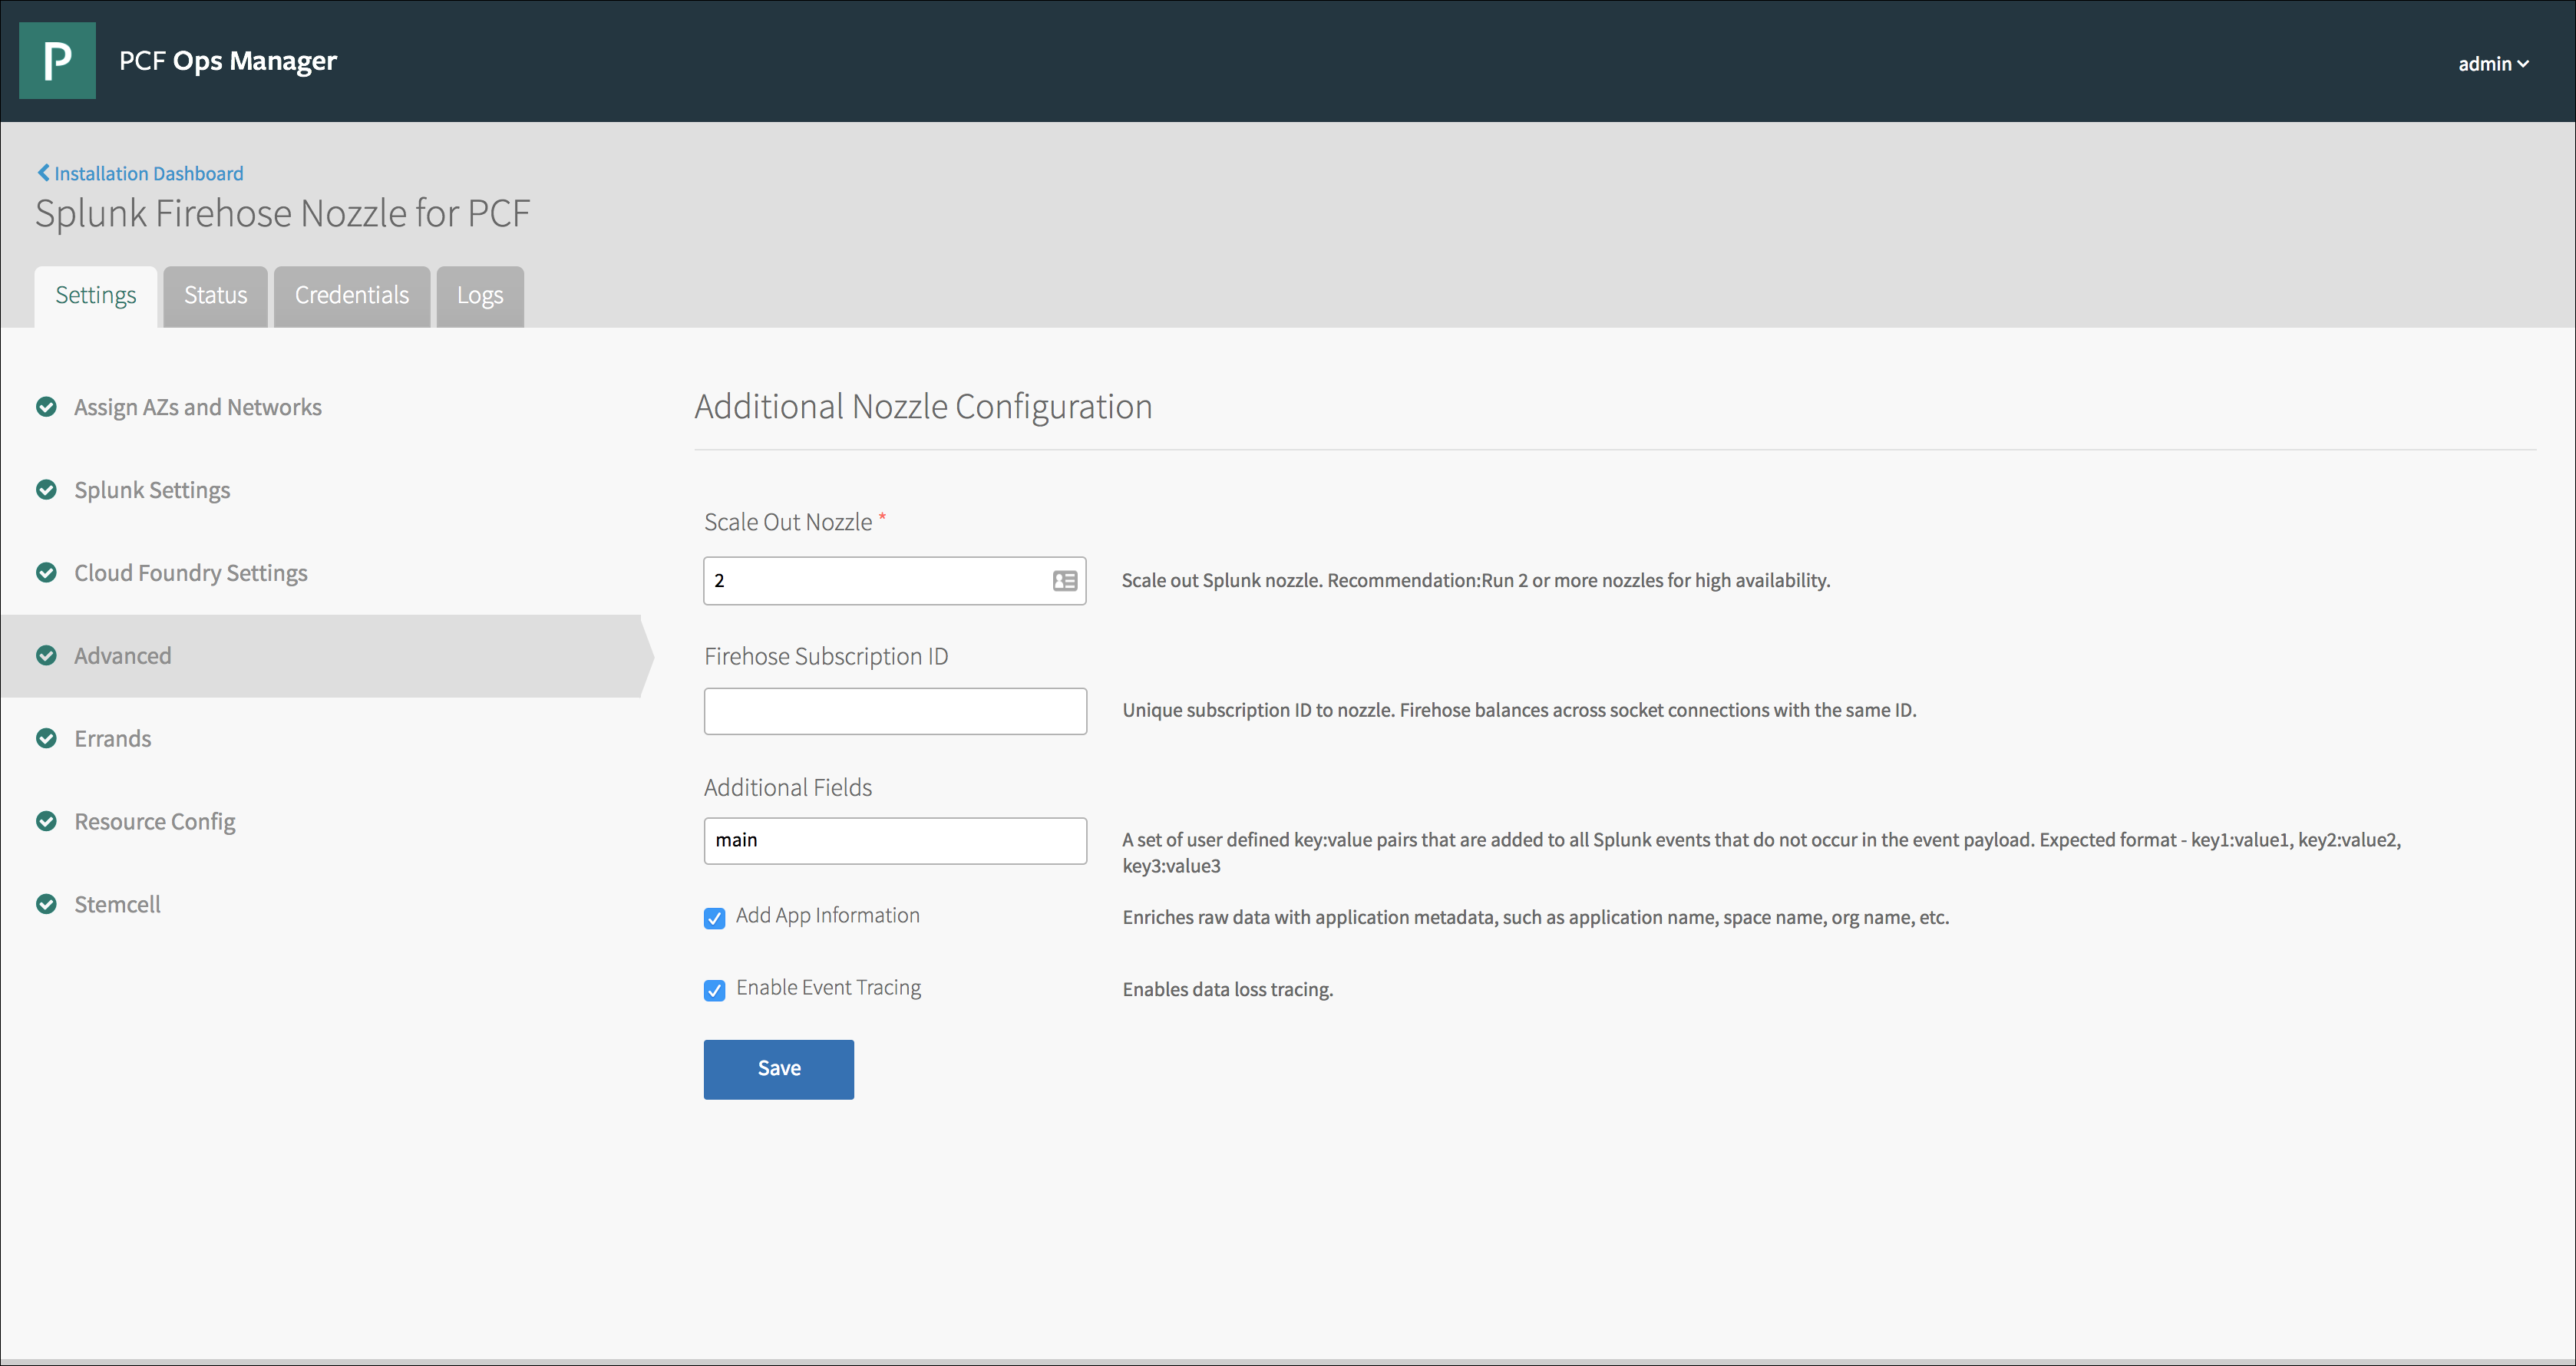 P
PCF Ops Manager
admin
Installation Dashboard
Splunk Firehose Nozzle for PCF
Settings
Status
Credentials
Logs
Assign AZs and Networks
Splunk Settings
Cloud Foundry Settings
Advanced
Errands
Resource Config
Stemcell
Additional Nozzle Configuration
Scale Out Nozzle *
2
Scale out Splunk nozzle. Recommendation:Run 2 or more nozzles for high availability.
Firehose Subscription ID
Unique subscription ID to nozzle. Firehose balances across socket connections with the same ID.
Additional Fields
main
A set of user defined key:value pairs that are added to all Splunk events that do not occur in the event payload. Expected format - key1:value1, key2:value2,
key3:value3
Add App Information
Enriches raw data with application metadata, such as application name, space name, org name, etc.
Enable Event Tracing
Enables data loss tracing.
Save